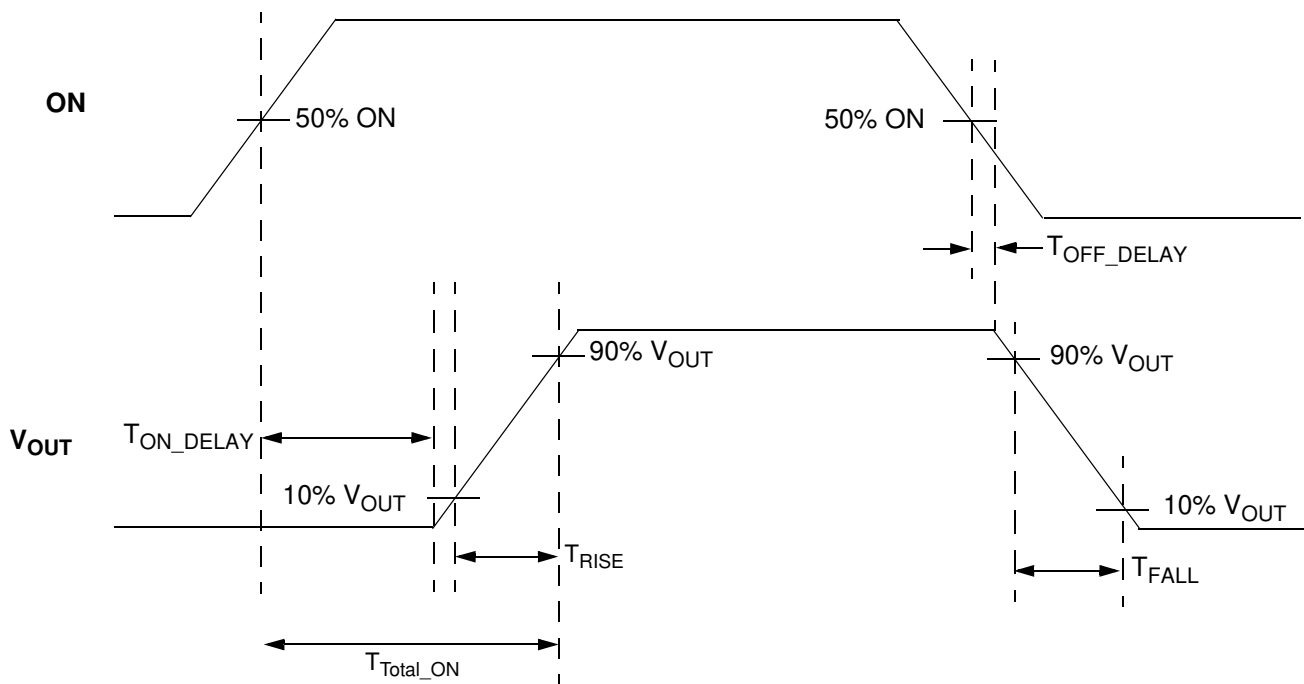 ON
50% ON
50% ON
TOFF_DELAY
90% VOUT
90% VOUT
VOUT
TON_DELAY
10% VOUT
10% VOUT
TRISE
TFALL
TTotal_ON